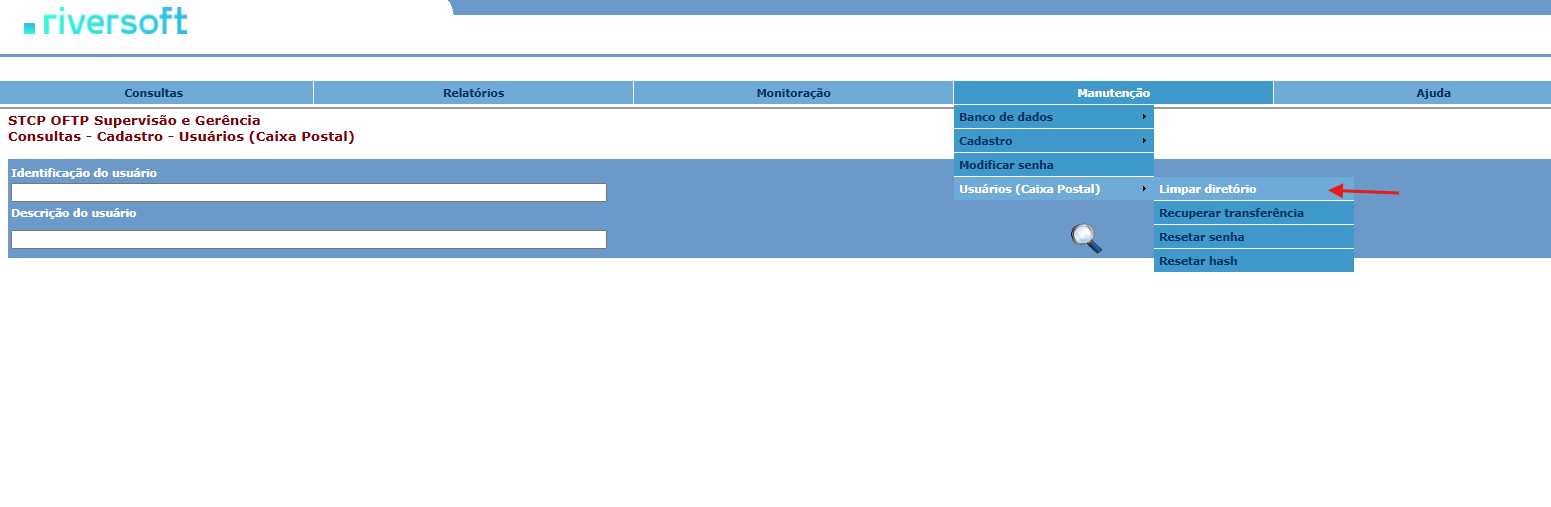 riversoft
Consultas Relatórios Monitoração Manutenção Ajuda
STCP OFTP Supervisão e Gerência
Consultas - Cadastro - Usuários (Caixa Postal)
Banco de dados
Cadastro
Modificar senha
Usuários (Caixa Postal)
Limpar diretório
Recuperar transferência
Resetar senha
Resetar hash
Identificação do usuário
Descrição do usuário